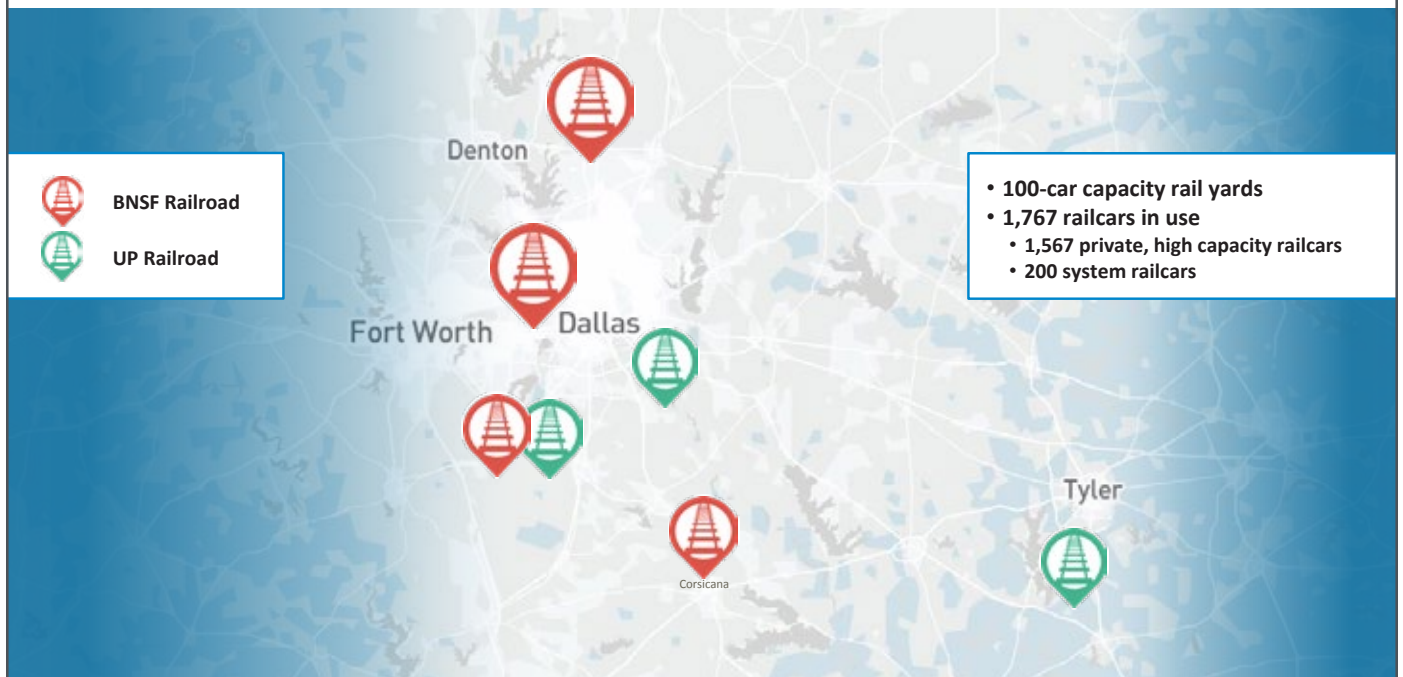 Denton
BNSF Railroad
UP Railroad
• 100-car capacity rail yards
• 1,767 railcars in use
• 1,567 private, high capacity railcars
• 200 system railcars
Fort Worth
Dallas
Tyler
Corsicana